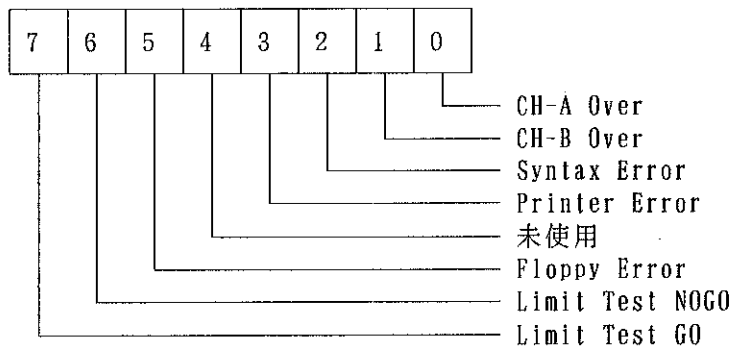 7 6 5 4 3 2 1 0
CH-A Over
CH-B Over
Syntax Error
Printer Error
未使用
Floppy Error
Limit Test NOGO
Limit Test GO